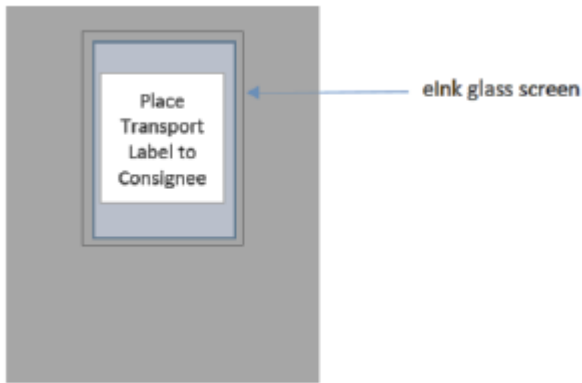 Place
Transport
Label to
Consignee
eInk glass screen